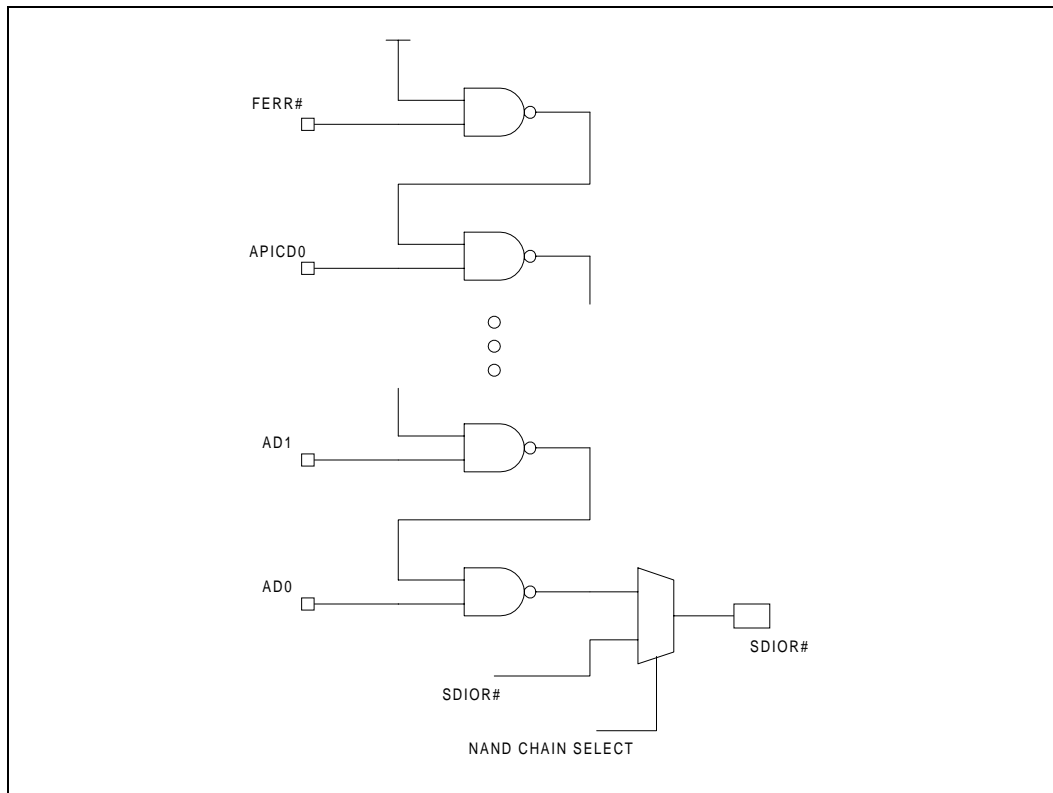 FERR#
APICD0
AD1
AD0
SDIOR#
SDIOR#
NAND CHAIN SELECT